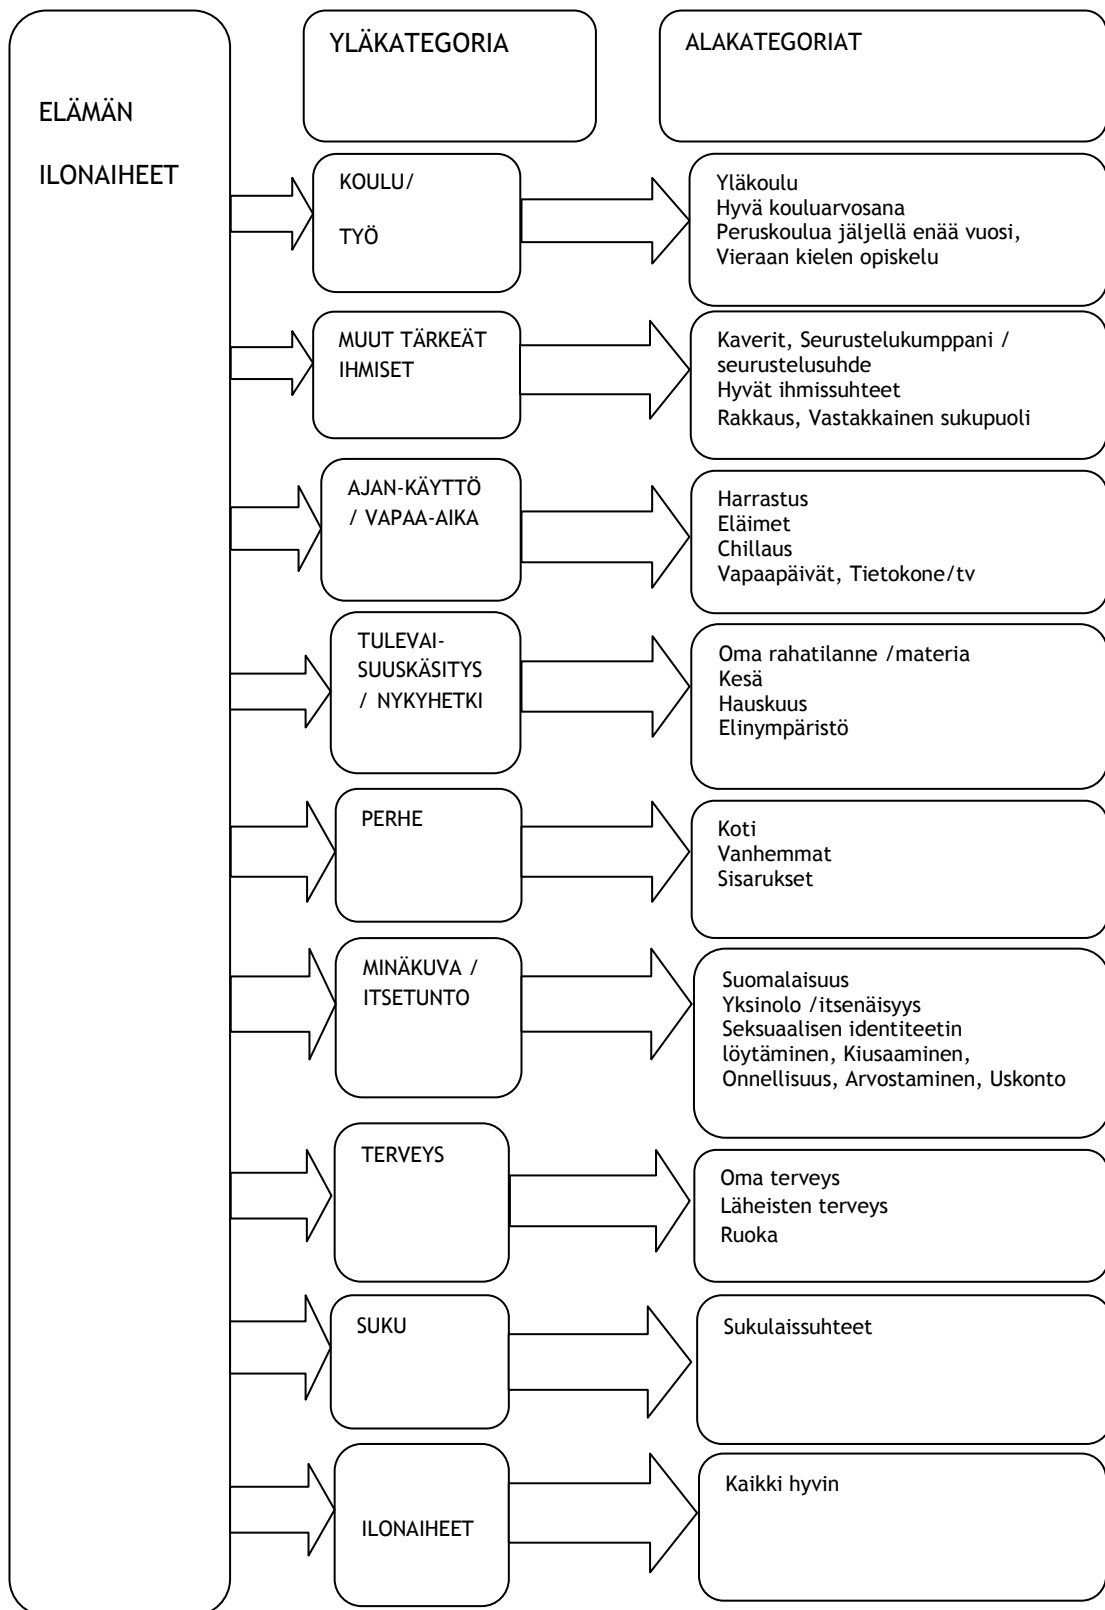 ELÄMÄN
ILONAIHEET
YLÄKATEGORIA
ALAKATEGORIAT
KOULU/
TYÖ
Yläkoulu
Hyvä kouluarvosana
Peruskoulua jäljellä enää vuosi,
Vieraan kielen opiskelu
MUUT TÄRKEÄT
IHMISET
Kaverit, Seurustelukumppani /
seurustelusuhde
Hyvät ihmissuhteet
Rakkaus, Vastakkainen sukupuoli
AJAN-KÄYTTÖ
/ VAPAA-AIKA
Harrastus
Eläimet
Chillaus
Vapaapäivät, Tietokone/tv
TULEVAI-
SUUSKÄSITYS
/ NYKYHETKI
Oma rahatilanne /materia
Kesä
Hauskuus
Elinympäristö
PERHE
Koti
Vanhemmat
Sisarukset
MINÄKUVA /
ITSETUNTO
Suomalaisuus
Yksinolo /itsenäisyys
Seksuaalisen identiteetin
löytäminen, Kiusaaminen,
Onnellisuus, Arvostaminen, Uskonto
TERVEYS
Oma terveys
Läheisten terveys
Ruoka
SUKU
Sukulaissuhteet
ILONAIHEET
Kaikki hyvin